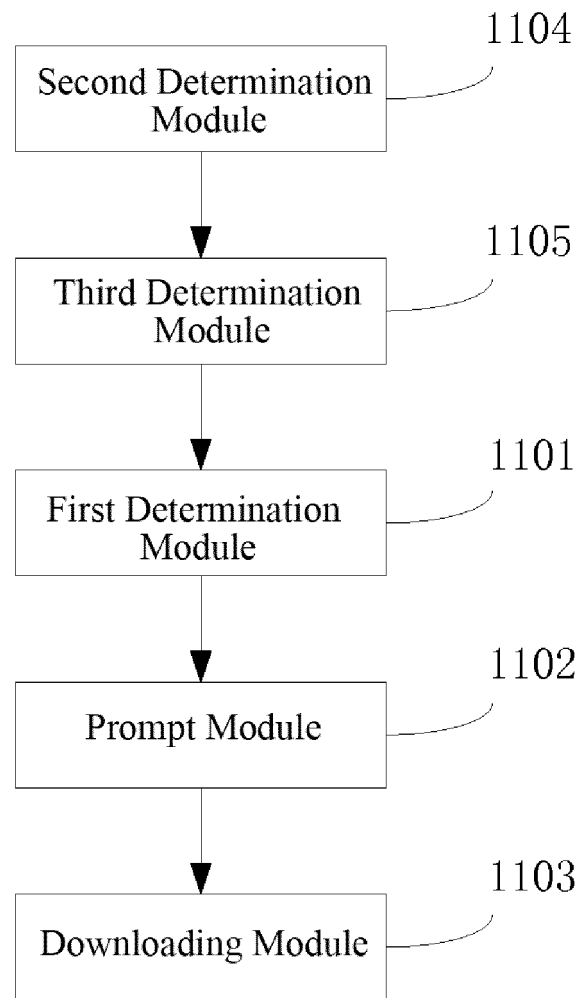 1104
Second Determination
Module
1105
Third Determination
Module
1101
First Determination
Module
1102
Prompt Module
1103
Downloading Module